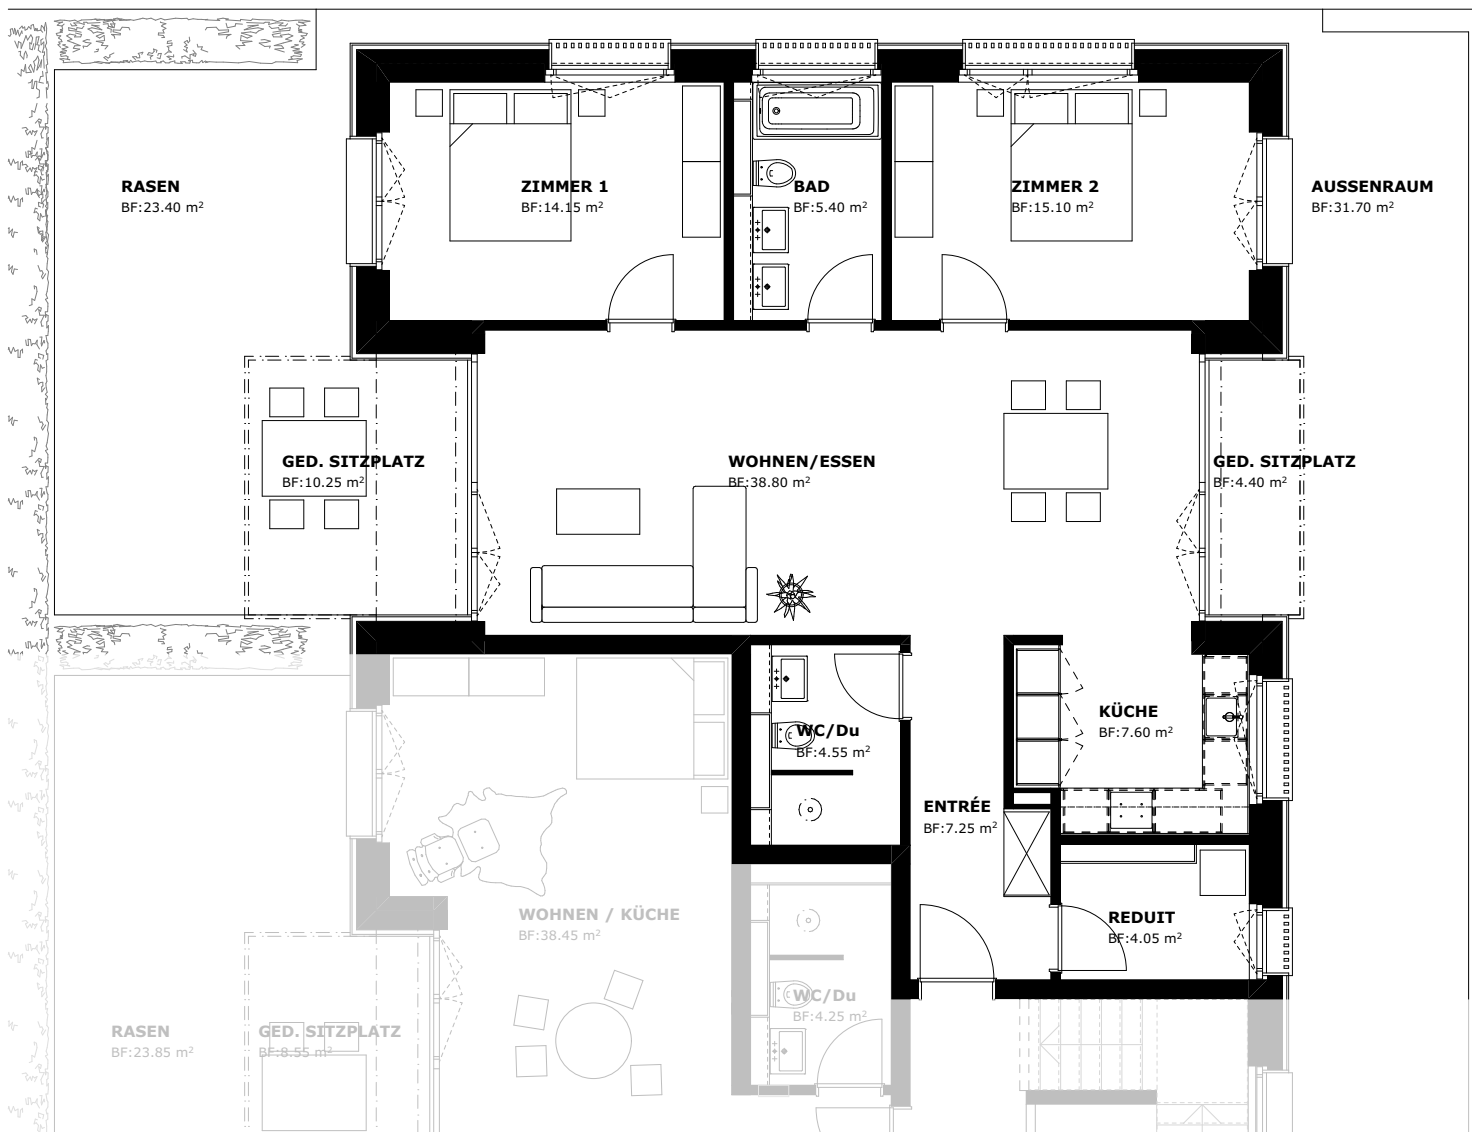 RASEN
BF:23.40 m²
ZIMMER 1
BF:14.15 m²
BAD
BF:5.40 m²
ZIMMER 2
BF:15.10 m²
AUSSENRAUM
BF:31.70 m²
GED. SITZPLATZ
BF:10.25 m²
WOHNEN/ESSEN
BF:38.80 m²
GED. SITZPLATZ
BF:4.40 m²
WC/Du
BF:4.55 m²
KÜCHE
BF:7.60 m²
ENTRÉE
BF:7.25 m²
WOHNEN / KÜCHE
BF:38.45 m²
REDUIT
BF:4.05 m²
WC/Du
BF:4.25 m²
RASEN
BF:23.85 m²
GED. SITZPLATZ
BF:8.55 m²